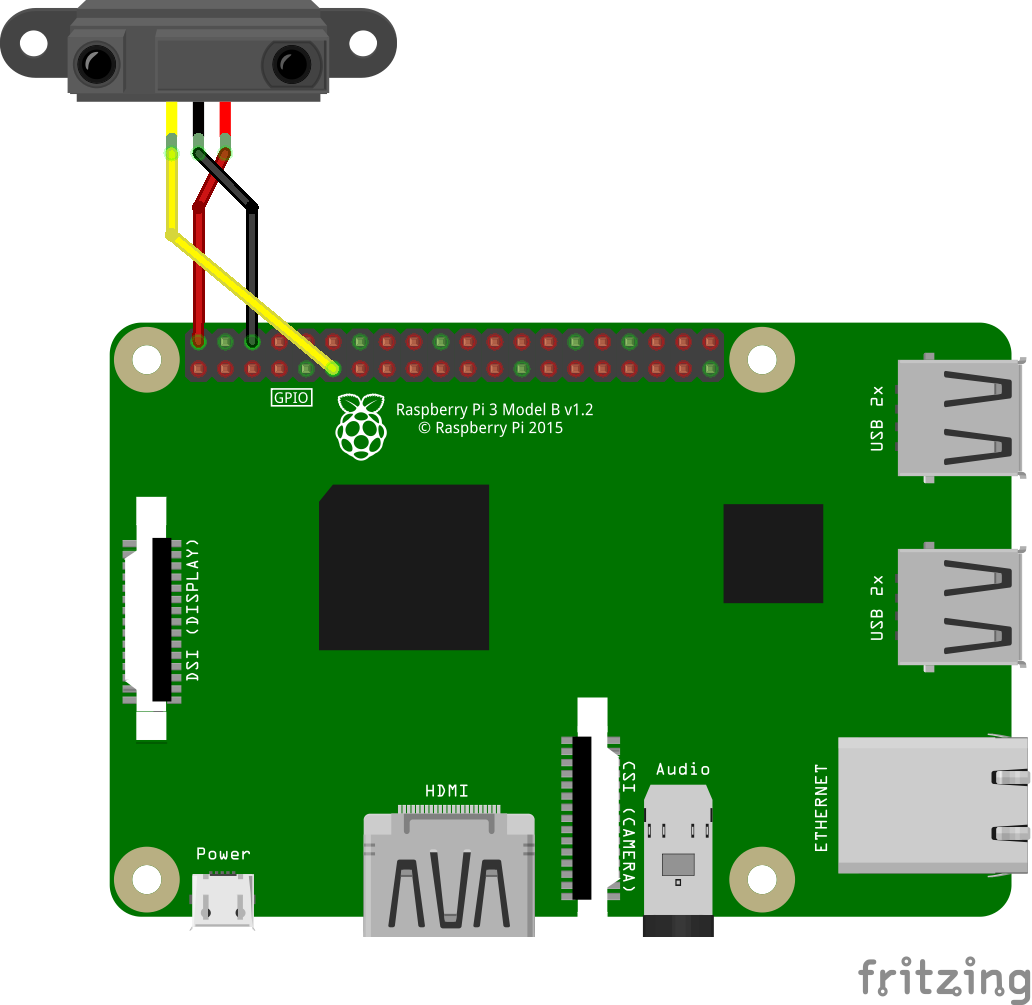 GPIO
Raspberry Pi 3 Model B v1.2
© Raspberry Pi 2015
USB 2x
DSI (DISPLAY)
USB 2x
ETHERNET
CSI (CAMERA)
Audio
HDMI
Power
fritzing